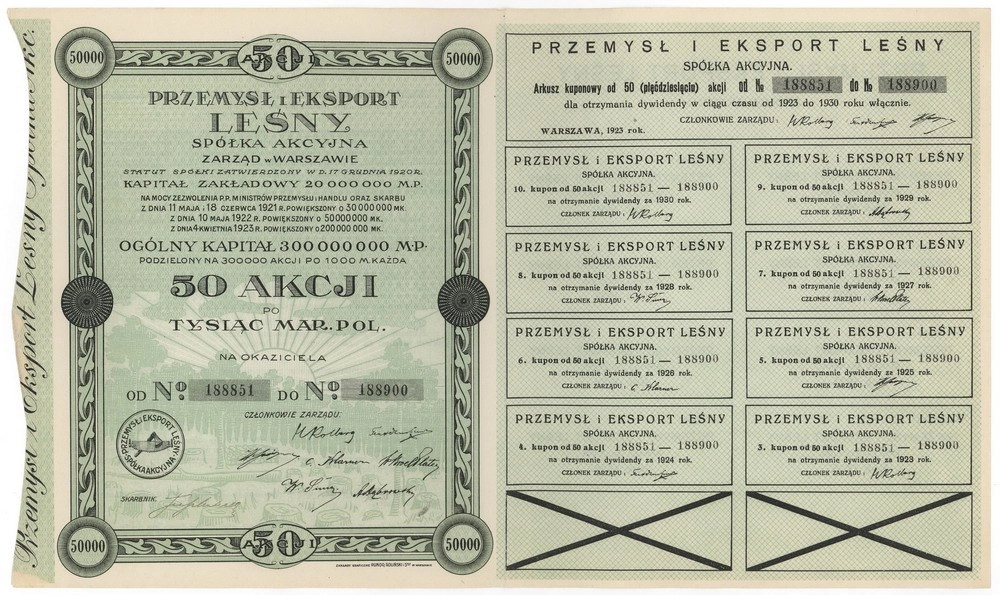 Przemysł i Eksport Leśny Spółka Akc.
50000
50 AKCJI
50000
PRZEMYSŁ i EKSPORT
LEŚNY
SPÓŁKA AKCYJNA
ZARZĄD w WARSZAWIE
STATUT SPÓŁKI ZATWIERDZONY W D. 17 GRUDNIA 1920 R.
KAPITAŁ ZAKŁADOWY 20 000 000 M.P.
NA MOCY ZEZWOLENIA P.P. MINISTRÓW PRZEMYSŁU i HANDLU ORAZ SKARBU
Z DNIA 11 MAJA i 18 CZERWCA 1921 R. POWIĘKSZONY O 30 000 000 MK.
Z DNIA 10 MAJA 1922 R. POWIĘKSZONY O 50 000 000 MK.
Z DNIA 4 KWIETNIA 1923 R. POWIĘKSZONY O 200 000 000 MK.
OGÓLNY KAPITAŁ 300 000 000 M.P.
PODZIELONY NA 300 000 AKCJI PO 1000 M. KAŻDA
50 AKCJI
PO
TYSIĄC MAR. POL.
NA OKAZICIELA
OD Nº 188851 DO Nº 188900
CZŁONKOWIE ZARZĄDU:
PRZEMYSŁ i EKSPORT LEŚNY
SPÓŁKA AKCYJNA
SKARBNIK:
50000
50 AKCJI
50000
PRZEMYSŁ I EKSPORT LEŚNY
SPÓŁKA AKCYJNA.
Arkusz kuponowy od 50 (pięćdziesięciu) akcji od № 188851 do № 188900
dla otrzymania dywidendy w ciągu czasu od 1923 do 1930 roku włącznie.
CZŁONKOWIE ZARZĄDU:
WARSZAWA, 1923 rok.
PRZEMYSŁ i EKSPORT LEŚNY
SPÓŁKA AKCYJNA.
10. kupon od 50 akcji 188851 — 188900
na otrzymanie dywidendy za 1930 rok.
CZŁONEK ZARZĄDU:
PRZEMYSŁ i EKSPORT LEŚNY
SPÓŁKA AKCYJNA.
9. kupon od 50 akcji 188851 — 188900
na otrzymanie dywidendy za 1929 rok.
CZŁONEK ZARZĄDU:
PRZEMYSŁ i EKSPORT LEŚNY
SPÓŁKA AKCYJNA.
8. kupon od 50 akcji 188851 — 188900
na otrzymanie dywidendy za 1928 rok.
CZŁONEK ZARZĄDU:
PRZEMYSŁ i EKSPORT LEŚNY
SPÓŁKA AKCYJNA.
7. kupon od 50 akcji 188851 — 188900
na otrzymanie dywidendy za 1927 rok.
CZŁONEK ZARZĄDU:
PRZEMYSŁ i EKSPORT LEŚNY
SPÓŁKA AKCYJNA.
6. kupon od 50 akcji 188851 — 188900
na otrzymanie dywidendy za 1926 rok.
CZŁONEK ZARZĄDU:
PRZEMYSŁ i EKSPORT LEŚNY
SPÓŁKA AKCYJNA.
5. kupon od 50 akcji 188851 — 188900
na otrzymanie dywidendy za 1925 rok.
CZŁONEK ZARZĄDU:
PRZEMYSŁ i EKSPORT LEŚNY
SPÓŁKA AKCYJNA.
4. kupon od 50 akcji 188851 — 188900
na otrzymanie dywidendy za 1924 rok.
CZŁONEK ZARZĄDU:
PRZEMYSŁ i EKSPORT LEŚNY
SPÓŁKA AKCYJNA.
3. kupon od 50 akcji 188851 — 188900
na otrzymanie dywidendy za 1923 rok.
CZŁONEK ZARZĄDU: